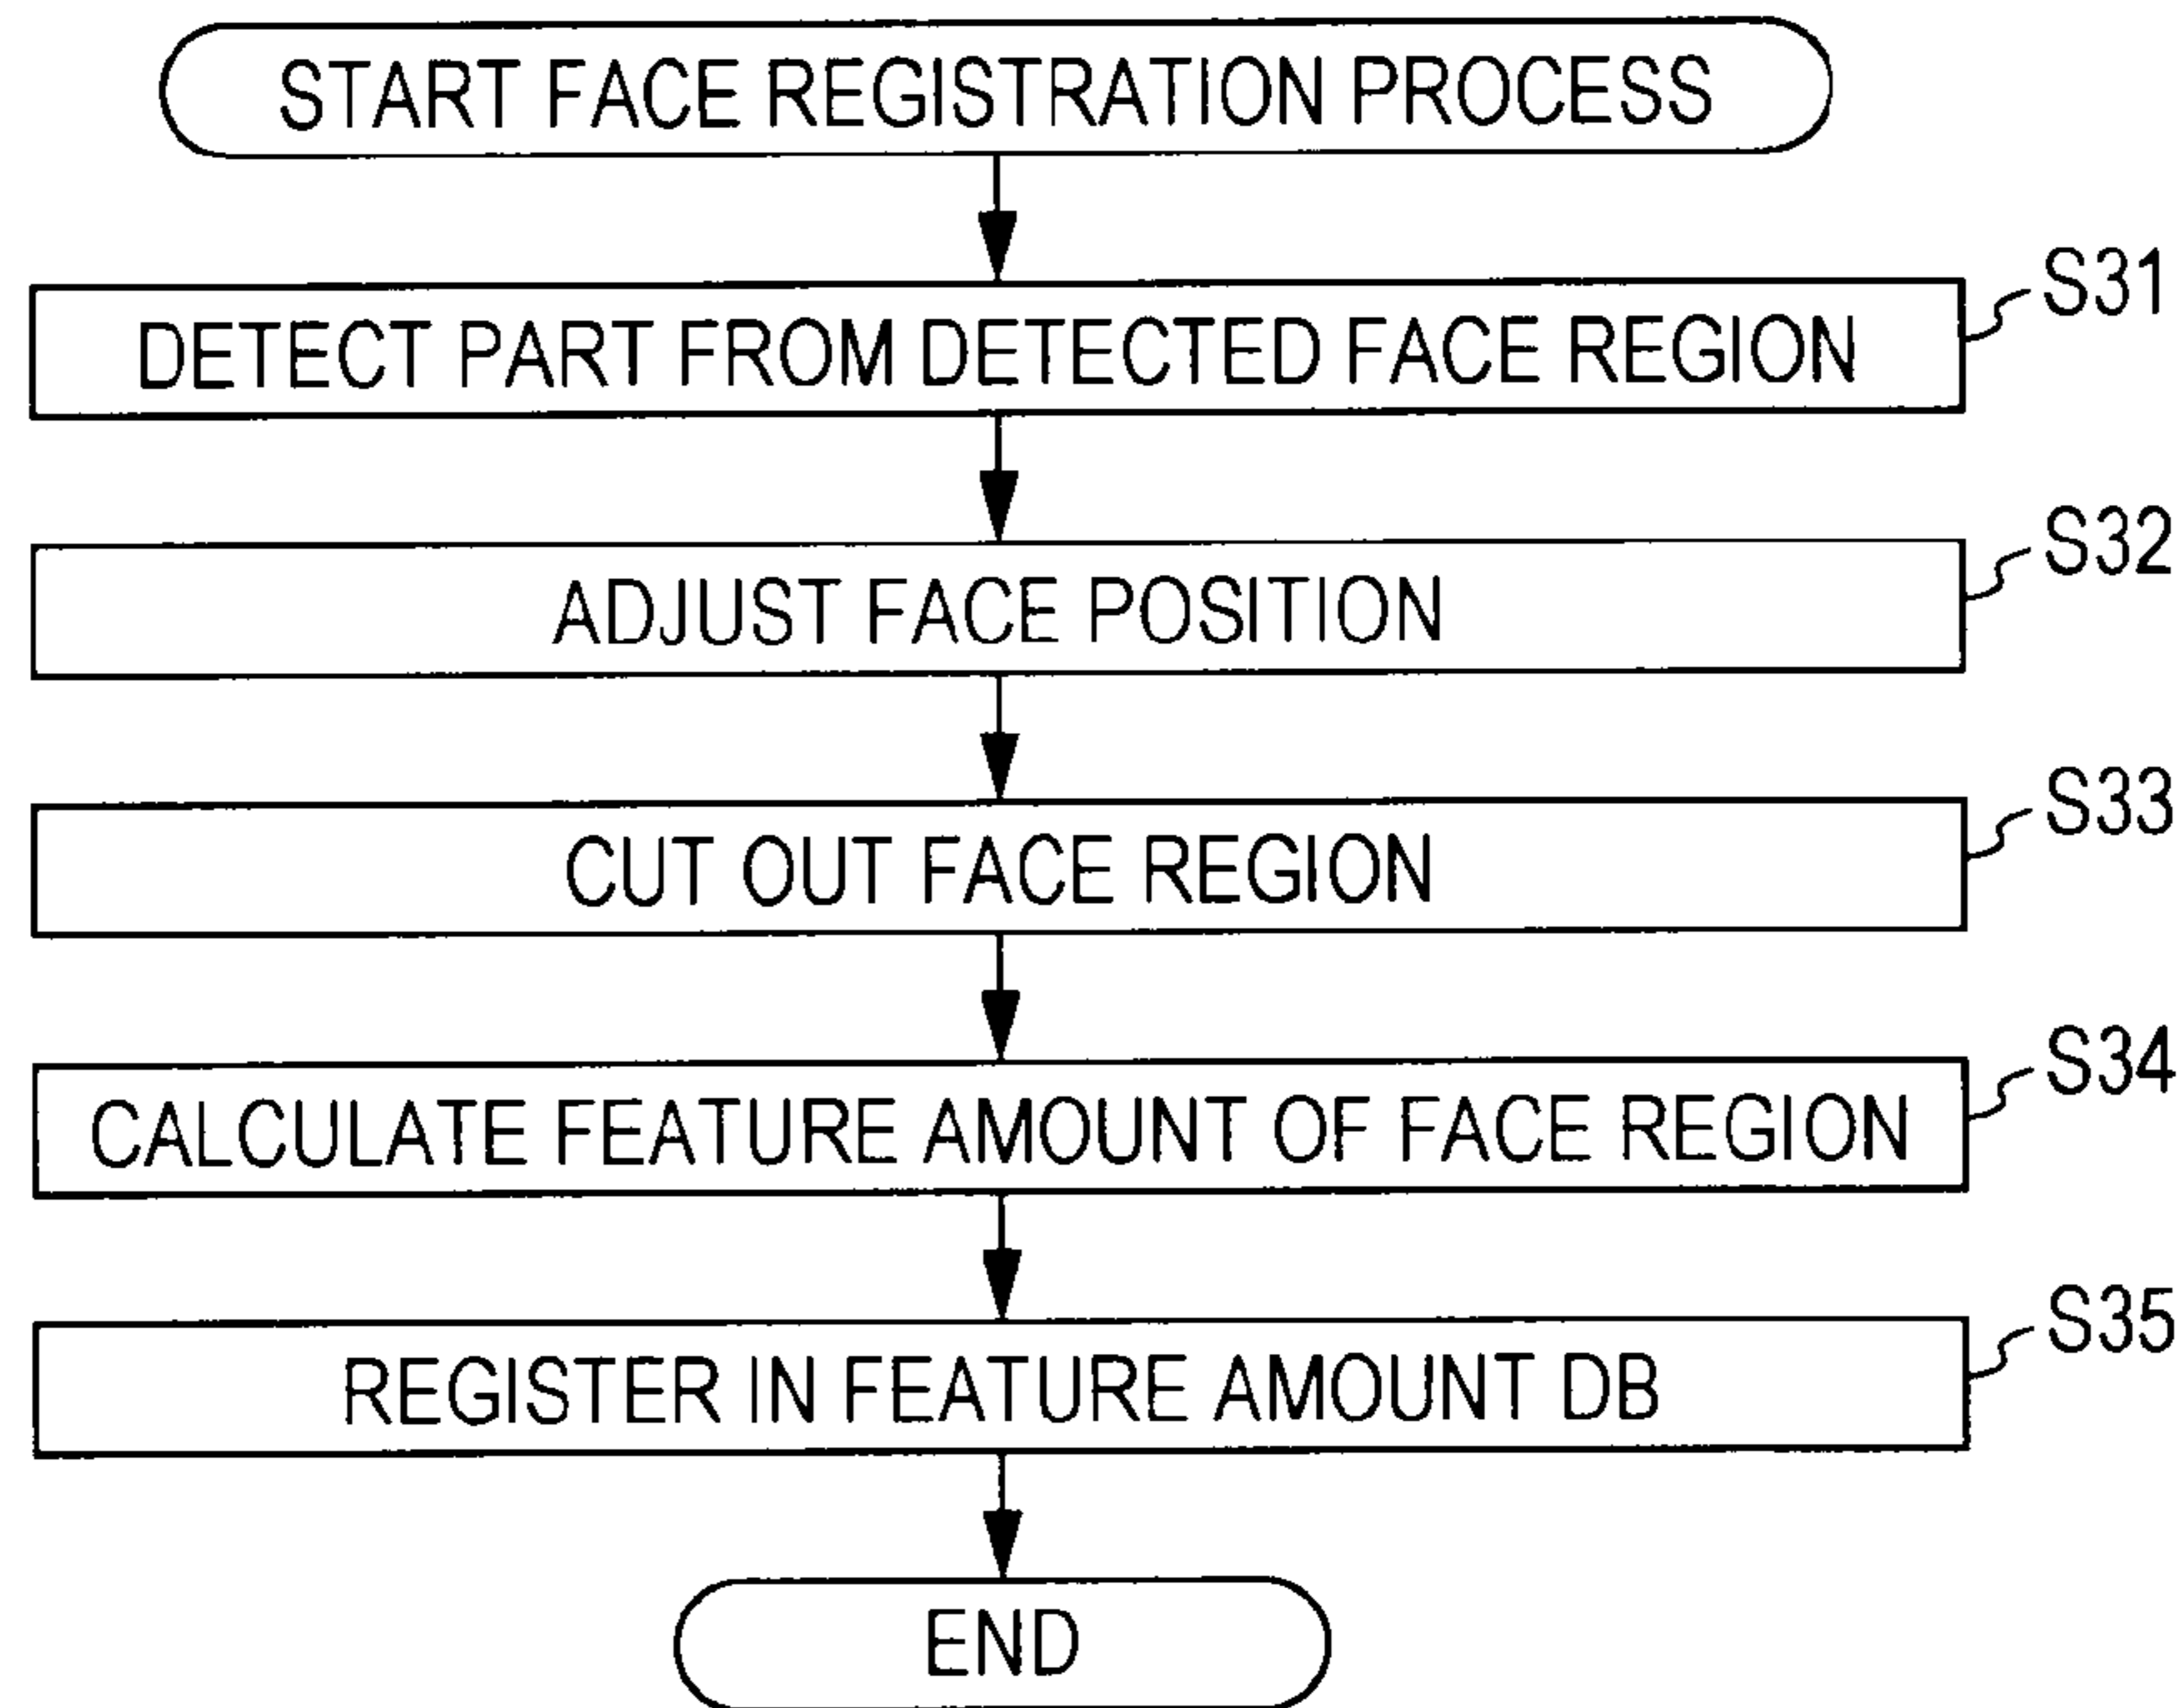 START FACE REGISTRATION PROCESS
S31
DETECT PART FROM DETECTED FACE REGION
S32
ADJUST FACE POSITION
S33
CUT OUT FACE REGION
S34
CALCULATE FEATURE AMOUNT OF FACE REGION
S35
REGISTER IN FEATURE AMOUNT DB
END